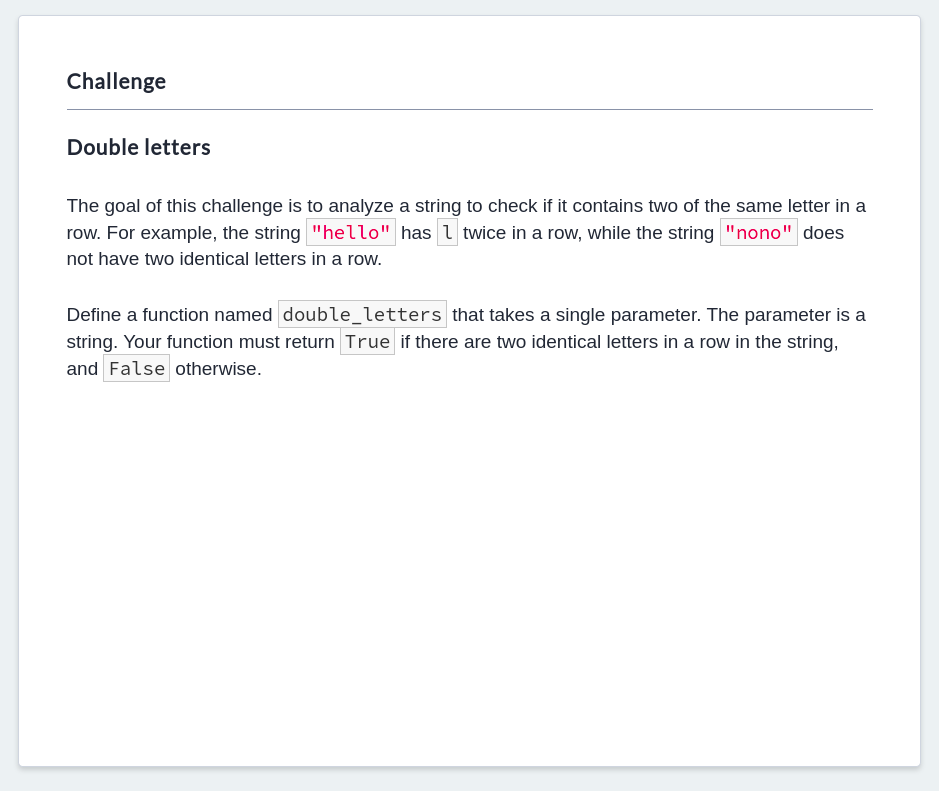 Challenge
Double letters
The goal of this challenge is to analyze a string to check if it contains two of the same letter in a
row. For example, the string "hello" has l twice in a row, while the string "nono" does
not have two identical letters in a row.
Define a function named double_letters that takes a single parameter. The parameter is a
string. Your function must return True if there are two identical letters in a row in the string,
and False otherwise.